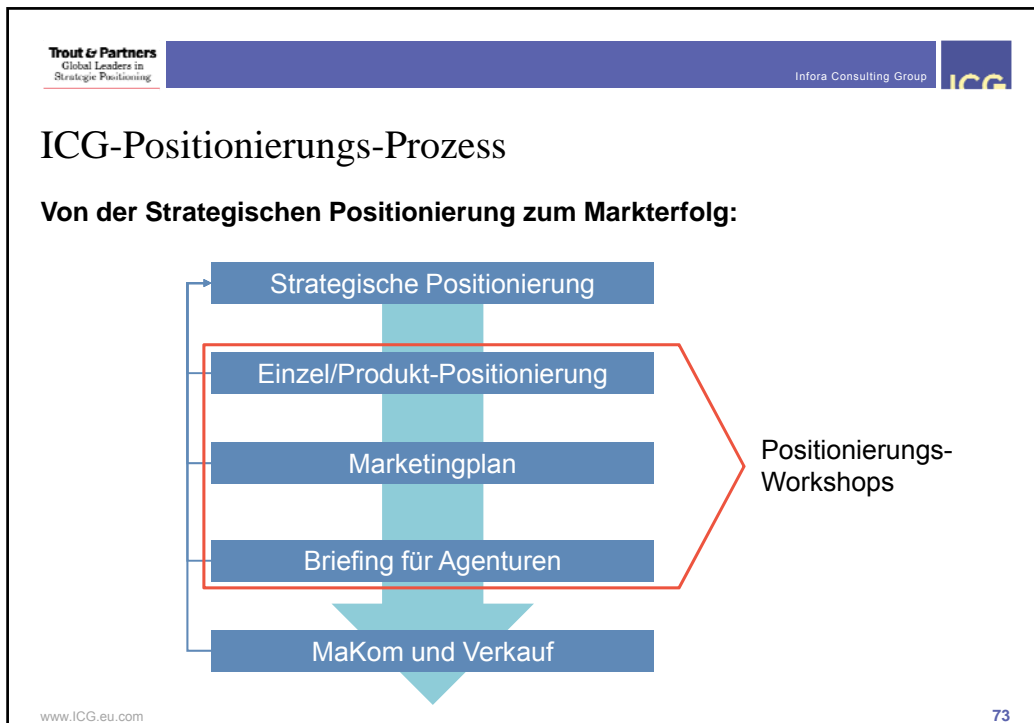 Trout & Partners
Global Leaders in
Strategic Positioning
Infora Consulting Group
ICG
ICG-Positionierungs-Prozess
Von der Strategischen Positionierung zum Markterfolg:
Strategische Positionierung
Einzel/Produkt-Positionierung
Marketingplan
Positionierungs-
Workshops
Briefing für Agenturen
MaKom und Verkauf
www.ICG.eu.com
73